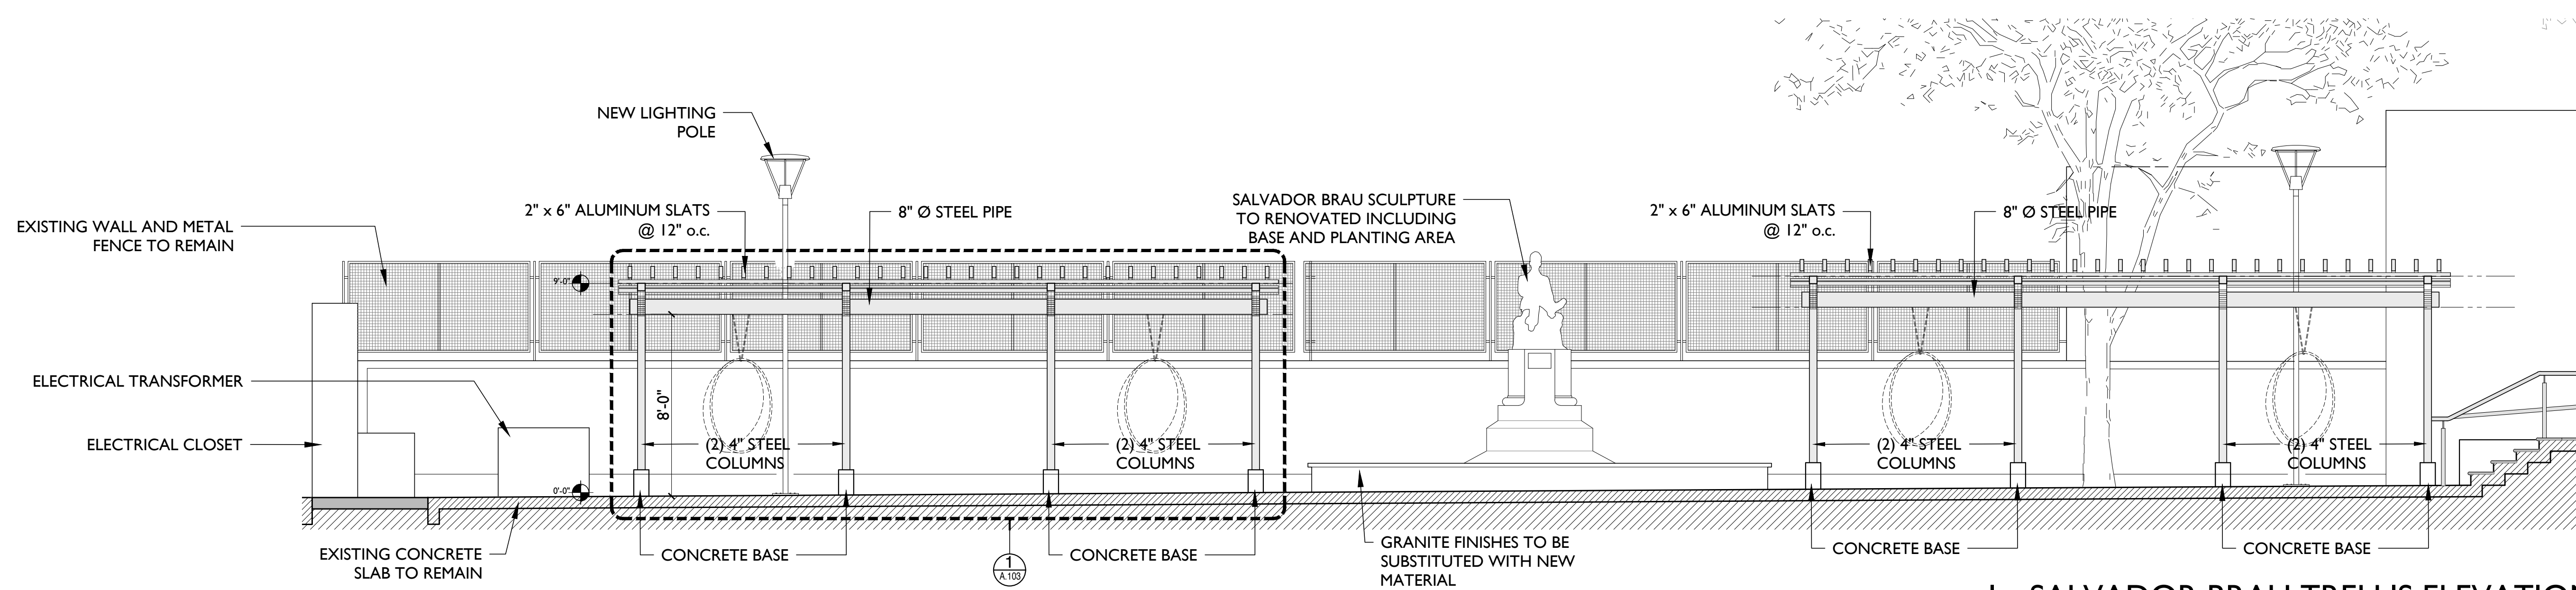 NEW LIGHTING
POLE
2" x 6" ALUMINUM SLATS
@ 12" o.c.
8" Ø STEEL PIPE
SALVADOR BRAU SCULPTURE
TO RENOVATED INCLUDING
BASE AND PLANTING AREA
2" x 6" ALUMINUM SLATS
@ 12" o.c.
8" Ø STEEL PIPE
EXISTING WALL AND METAL
FENCE TO REMAIN
9'-0"
ELECTRICAL TRANSFORMER
8'-0"
ELECTRICAL CLOSET
(2) 4" STEEL
COLUMNS
(2) 4" STEEL
COLUMNS
(2) 4" STEEL
COLUMNS
(2) 4" STEEL
COLUMNS
0'-0"
EXISTING CONCRETE
SLAB TO REMAIN
CONCRETE BASE
1
A.103
CONCRETE BASE
GRANITE FINISHES TO BE
SUBSTITUTED WITH NEW
MATERIAL
CONCRETE BASE
CONCRETE BASE
SALVADOR BRAU TRELLIS ELEVATION